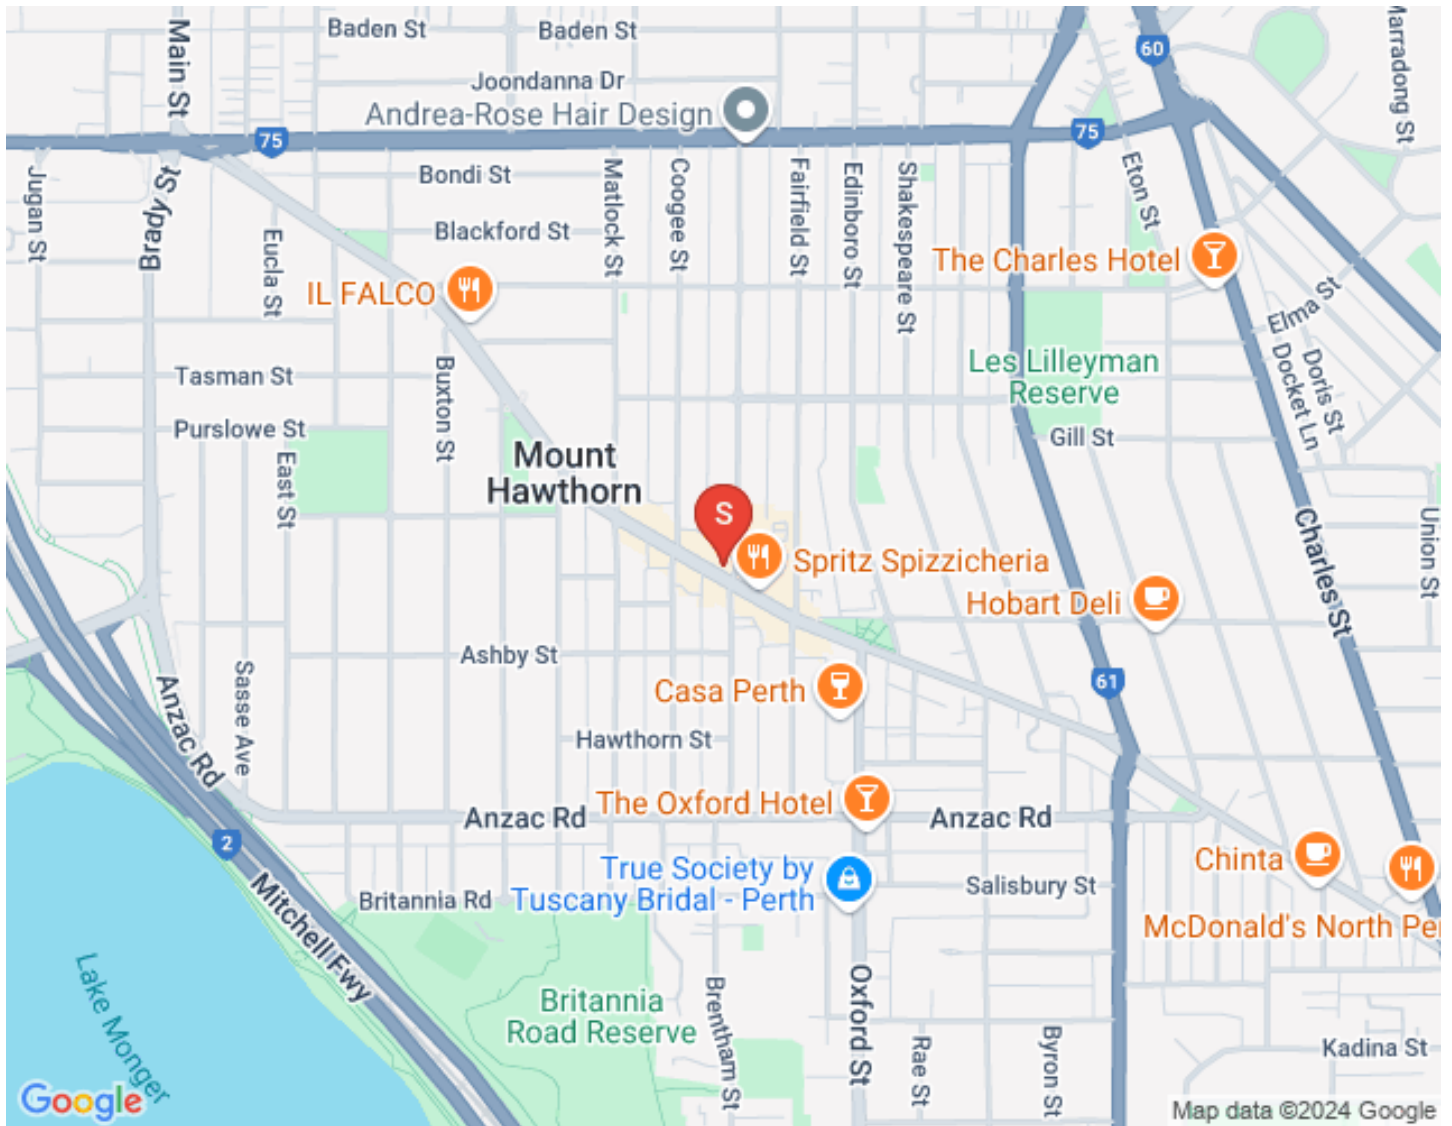 Baden St
Baden St
Main St
60
Marradong St
Joondanna Dr
Andrea-Rose Hair Design
75
75
Bondi St
Matlock St
Coogee St
Fairfield St
Edinboro St
Shakespeare St
Eton St
Jugan St
Brady St
Eucla St
Blackford St
The Charles Hotel
IL FALCO
Elma St
Doris St
Docket Ln
Les Lilleyman
Reserve
Tasman St
Buxton St
Purslowe St
Gill St
East St
Mount
Hawthorn
S
Charles St
Union St
Spritz Spizzicheria
Hobart Deli
Ashby St
Sasse Ave
Anzac Rd
Casa Perth
61
Hawthorn St
The Oxford Hotel
Anzac Rd
Anzac Rd
2
Chinta
True Society by
Tuscany Bridal - Perth
Salisbury St
Britannia Rd
Mitchell Fwy
McDonald's North Pe
Lake Monger
Britannia
Road Reserve
Brentham St
Oxford St
Rae St
Byron St
Kadina St
Google
Map data ©2024 Google